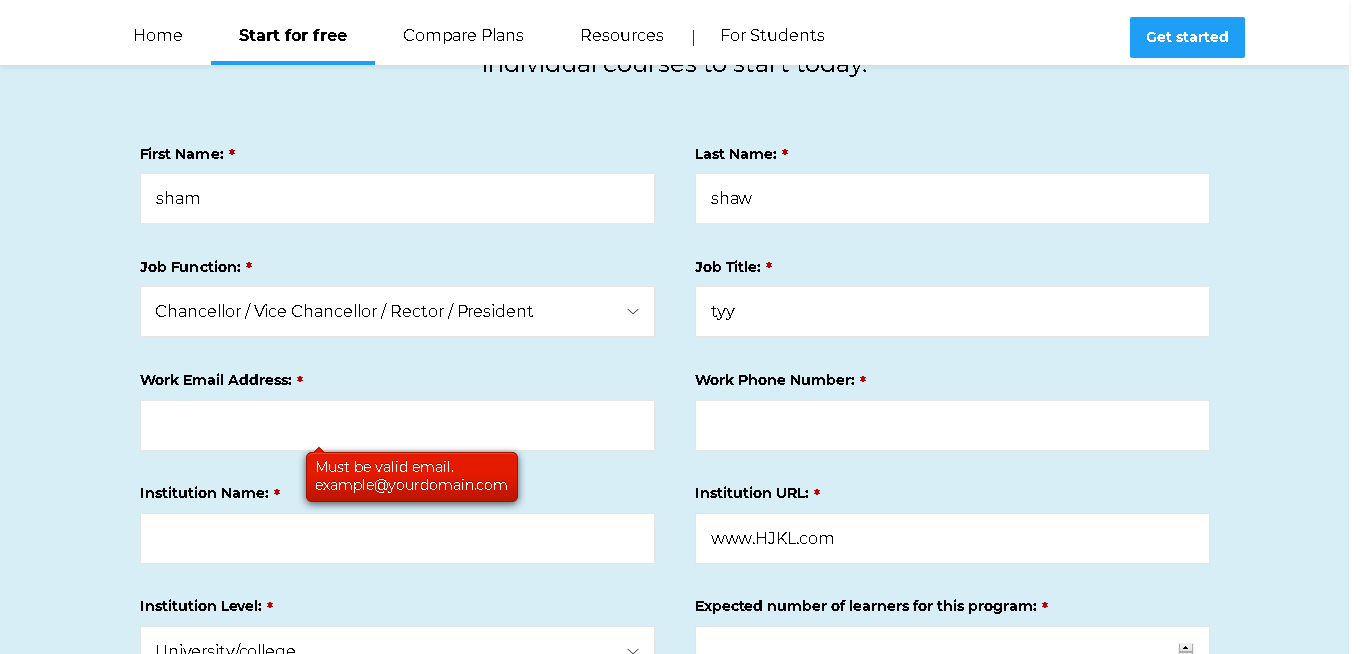 Home Start for free Compare Plans Resources | For Students Get started
individual courses to start today.
First Name: * Last Name: *
sham shaw
Job Function: * Job Title: *
Chancellor / Vice Chancellor / Rector / President tyy
Work Email Address: * Work Phone Number: *
Must be valid email.
example@yourdomain.com
Institution Name: * Institution URL: *
www.HJKL.com
Institution Level: * Expected number of learners for this program: *
University/college